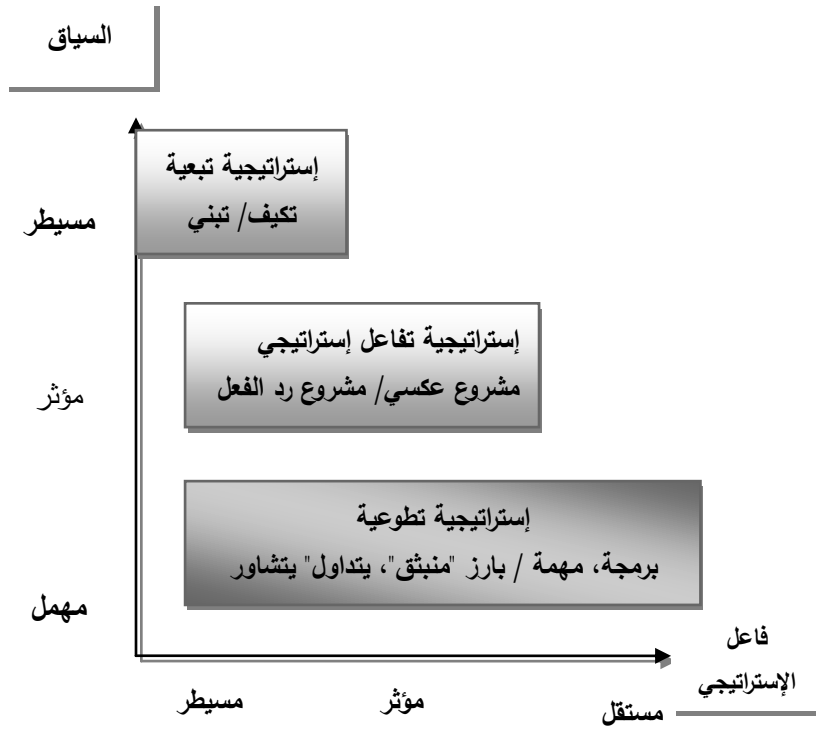 السياق
إستراتيجية تبعية
تكيف/ تبني
مسيطر
إستراتيجية تفاعل إستراتيجي
مشروع عكسي/ مشروع رد الفعل
مؤثر
إستراتيجية تطوعية
برمجة، مهمة / بارز "منبثق"، يتداول" يتشاور
مهمل
فاعل
الإستراتيجي
مسيطر
مؤثر
مستقل